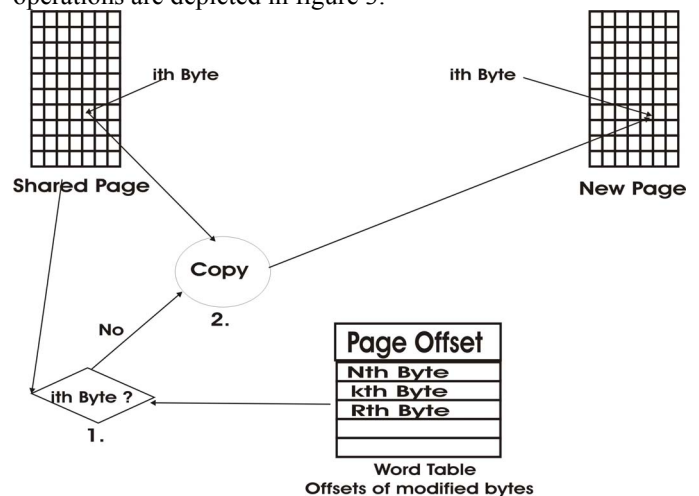 operations are depicted in figure 3.
ith Byte
ith Byte
Shared Page
New Page
Copy
2.
No
Page Offset
Nth Byte
kth Byte
Rth Byte
ith Byte ?
1.
Word Table
Offsets of modified bytes